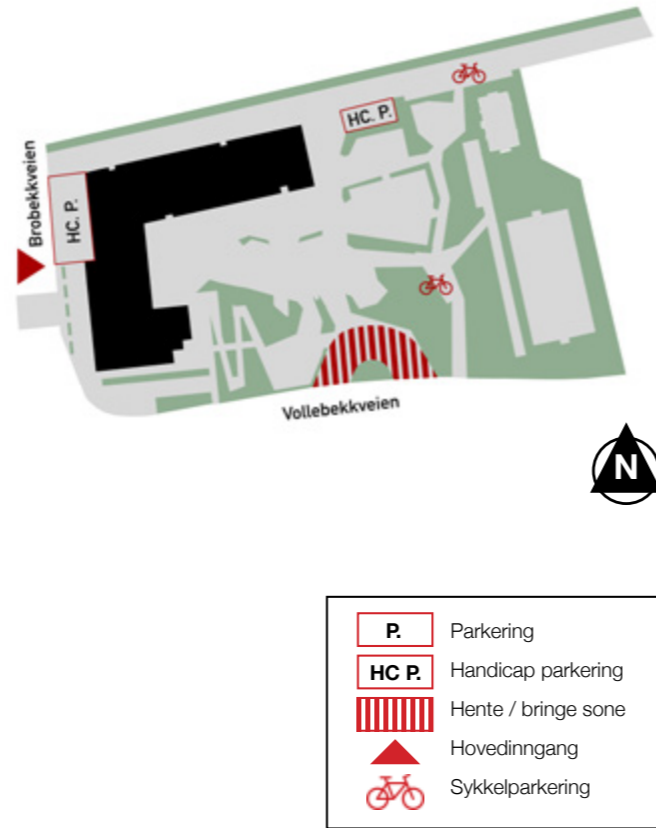 HC. P.
Brobekkveien
HC. P.
Vollebekkveien
N
P. Parkering
HC P. Handicap parkering
Hente / bringe sone
Hovedinngang
Sykkelparkering